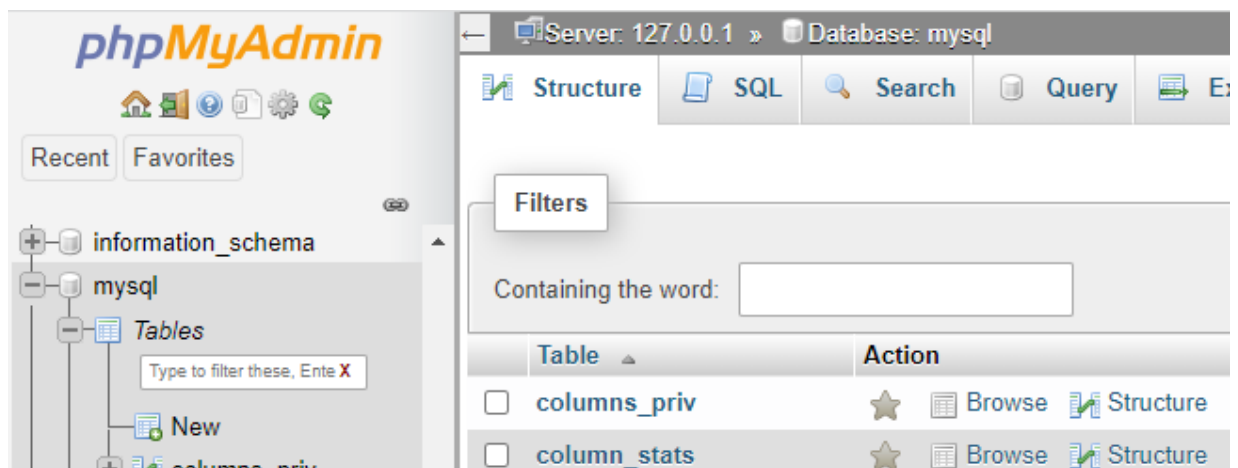 phpMyAdmin
Recent Favorites
information_schema
mysql
Tables
Type to filter these, Ente X
New
← Server: 127.0.0.1 » Database: mysql
Structure SQL Search Query
Filters
Containing the word:
Table Action
columns_priv Browse Structure
column_stats Browse Structure